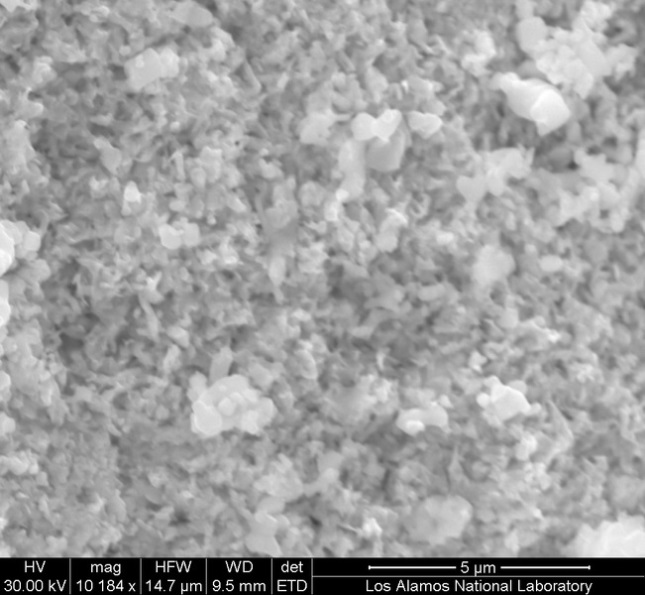 HV mag HFW WD det 5 µm
30.00 kV 10 184 x 14.7 µm 9.5 mm ETD Los Alamos National Laboratory